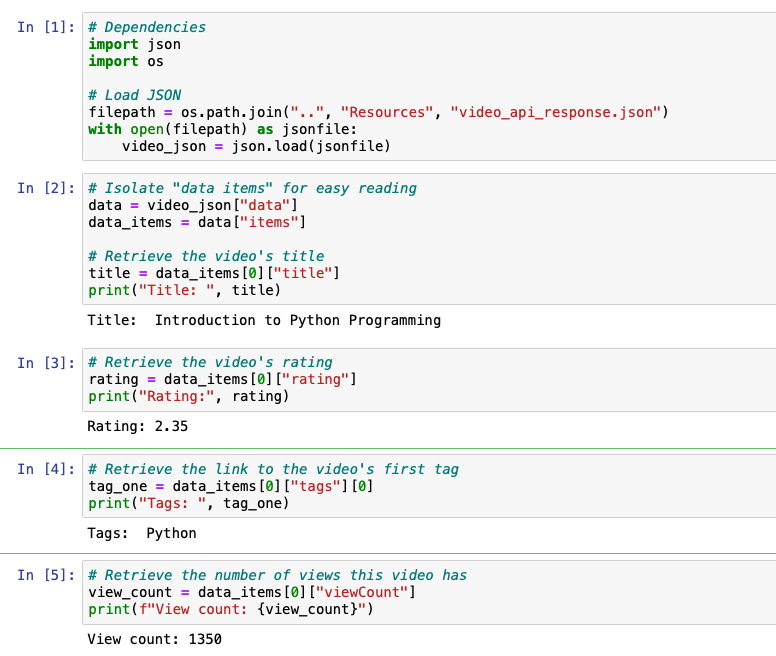 In [1]: # Dependencies
import json
import os
# Load JSON
filepath = os.path.join("..", "Resources", "video_api_response.json")
with open(filepath) as jsonfile:
    video_json = json.load(jsonfile)
In [2]: # Isolate "data items" for easy reading
data = video_json["data"]
data_items = data["items"]
# Retrieve the video's title
title = data_items[0]["title"]
print("Title: ", title)
Title:  Introduction to Python Programming
In [3]: # Retrieve the video's rating
rating = data_items[0]["rating"]
print("Rating:", rating)
Rating: 2.35
In [4]: # Retrieve the link to the video's first tag
tag_one = data_items[0]["tags"][0]
print("Tags: ", tag_one)
Tags:  Python
In [5]: # Retrieve the number of views this video has
view_count = data_items[0]["viewCount"]
print(f"View count: {view_count}")
View count: 1350